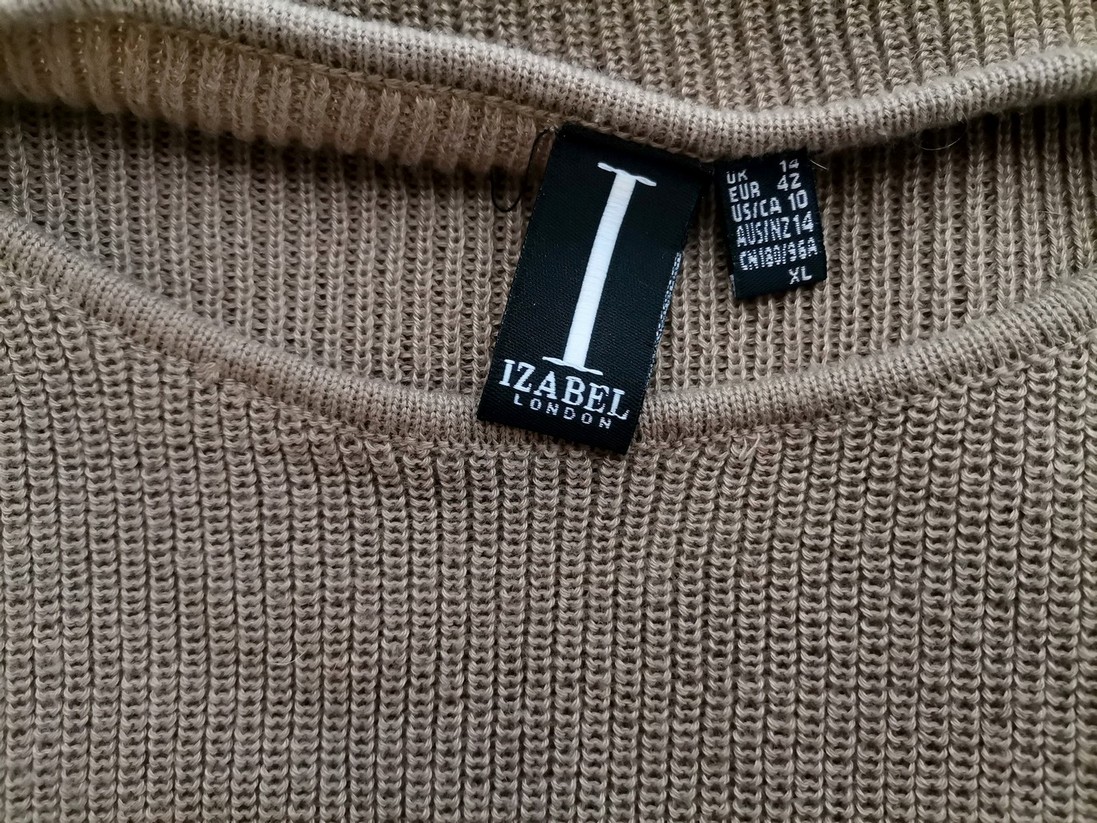 I
IZABEL
LONDON
UK 14
EUR 42
US/CA 10
AUS/NZ 14
CN180/96A
XL